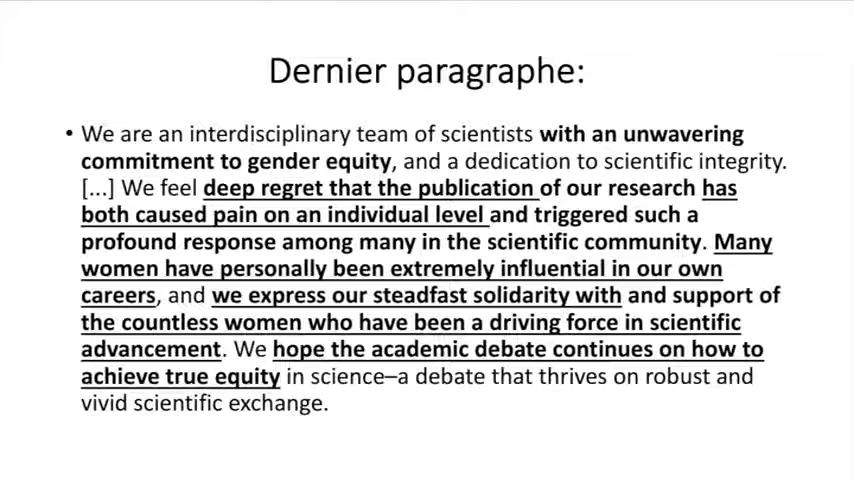 Dernier paragraphe:
• We are an interdisciplinary team of scientists with an unwavering
commitment to gender equity, and a dedication to scientific integrity.
[...] We feel deep regret that the publication of our research has
both caused pain on an individual level and triggered such a
profound response among many in the scientific community. Many
women have personally been extremely influential in our own
careers, and we express our steadfast solidarity with and support of
the countless women who have been a driving force in scientific
advancement. We hope the academic debate continues on how to
achieve true equity in science–a debate that thrives on robust and
vivid scientific exchange.